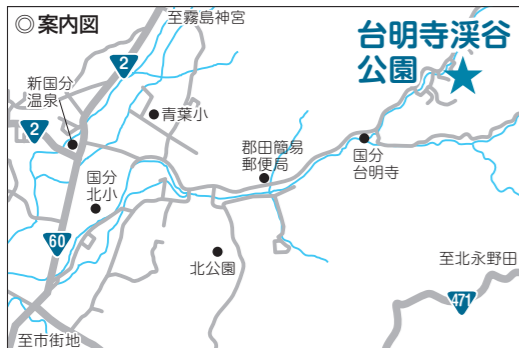 ◎案内図
至霧島神宮
2
台明寺渓谷
公園
新国分
温泉
2
青葉小
郡田簡易
郵便局
国分
台明寺
国分
北小
60
北公園
至北永野田
471
至市街地